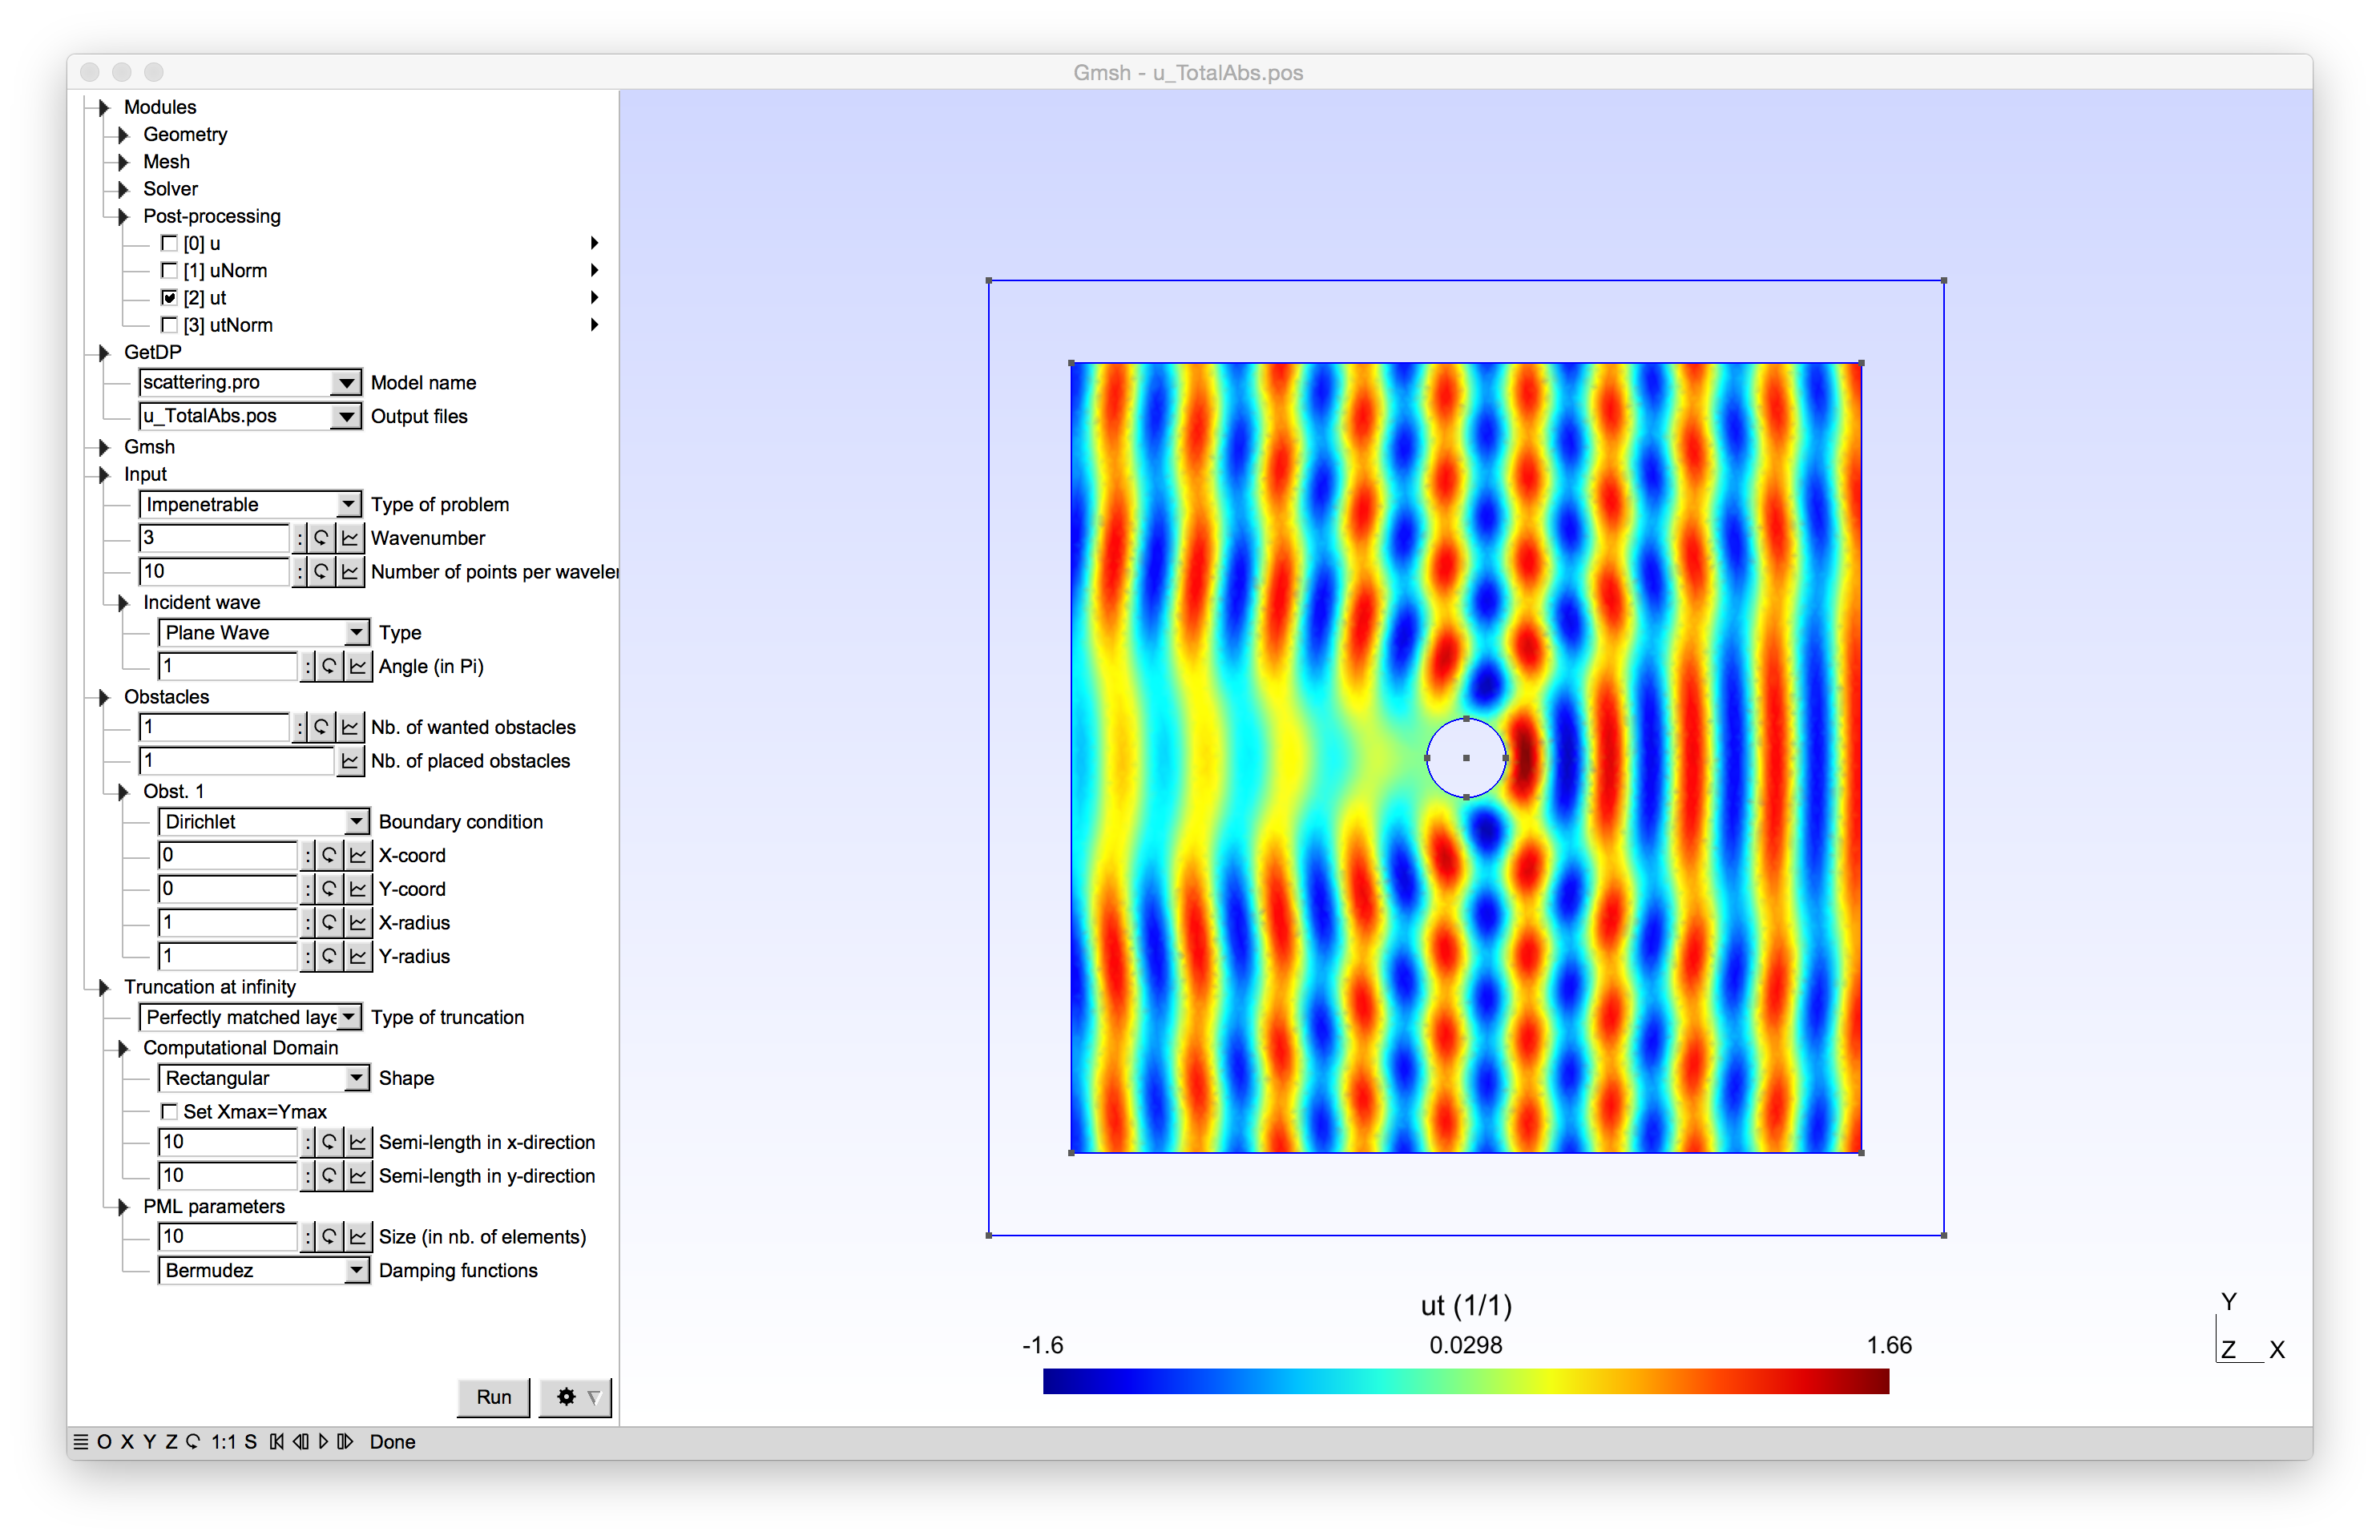 Gmsh - u_TotalAbs.pos
Modules
Geometry
Mesh
Solver
Post-processing
[0] u
[1] uNorm
[2] ut
[3] utNorm
GetDP
scattering.pro Model name
u_TotalAbs.pos Output files
Gmsh
Input
Impenetrable Type of problem
3 : Wavenumber
10 : Number of points per wavele
Incident wave
Plane Wave Type
1 : Angle (in Pi)
Obstacles
1 : Nb. of wanted obstacles
1 Nb. of placed obstacles
Obst. 1
Dirichlet Boundary condition
0 : X-coord
0 : Y-coord
1 : X-radius
1 : Y-radius
Truncation at infinity
Perfectly matched laye Type of truncation
Computational Domain
Rectangular Shape
Set Xmax=Ymax
10 : Semi-length in x-direction
10 : Semi-length in y-direction
PML parameters
10 : Size (in nb. of elements)
Bermudez Damping functions
Run
ut (1/1)
-1.6 0.0298 1.66
Y
Z X
O X Y Z 1:1 S Done